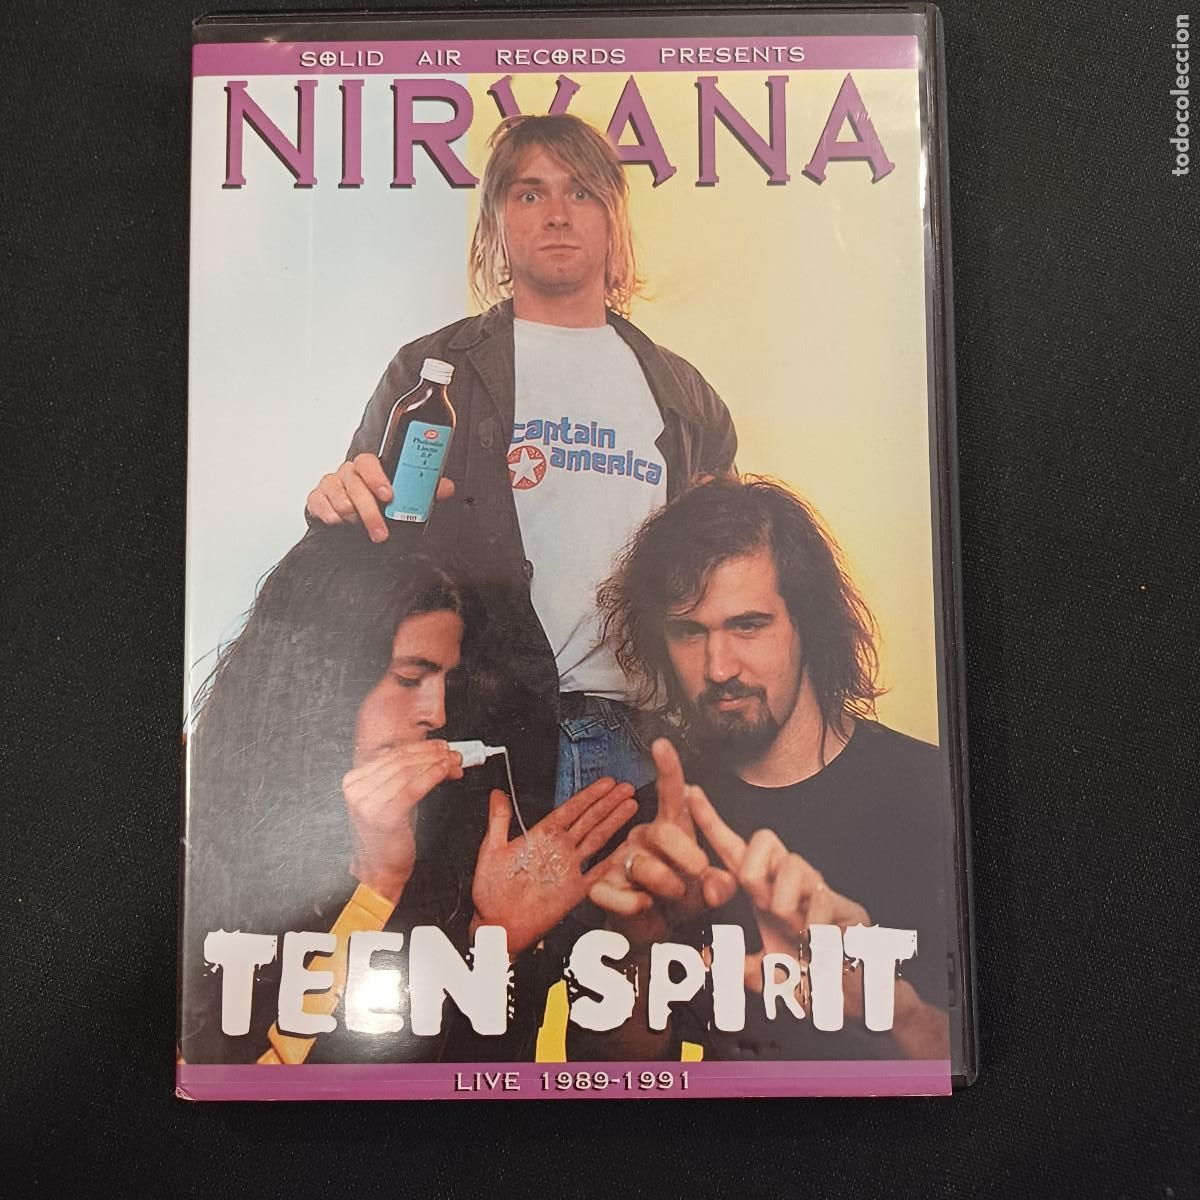 SOLID AIR RECORDS PRESENTS
NIRVANA
captain
america
TEEN SPIRIT
LIVE 1989-1991
todocoleccion